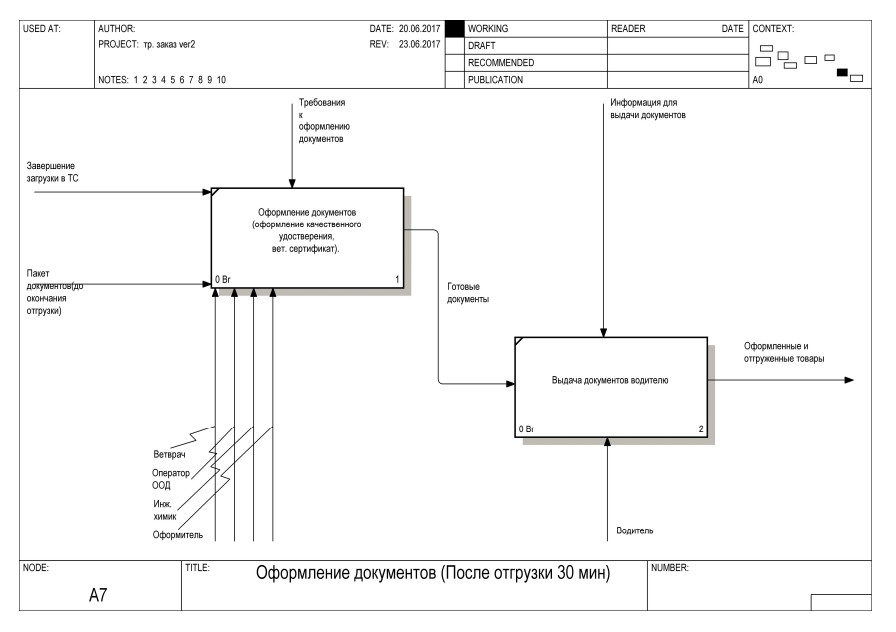 USED AT:
AUTHOR:
DATE: 20.06.2017
WORKING
READER
DATE
CONTEXT:
PROJECT: тр. заказ ver2
REV: 23.06.2017
DRAFT
RECOMMENDED
NOTES: 1 2 3 4 5 6 7 8 9 10
PUBLICATION
A0
Требования
к
оформлению
документов
Информация для
выдачи документов
Завершение
загрузки в ТС
Оформление документов
(оформление качественного
удостверения,
вет. сертификат).
0 Br
1
Пакет
документов(до
окончания
отгрузки)
Готовые
документы
Оформленные и
отгруженные товары
Выдача документов водителю
0 Br
2
Ветврач
Оператор
ООД
Инж.
химик
Оформитель
Водитель
NODE:
TITLE:
NUMBER:
A7
Оформление документов (После отгрузки 30 мин)